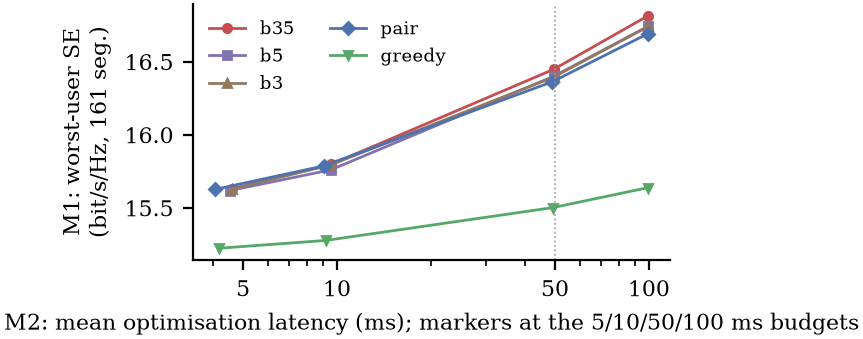 M1: worst-user SE
(bit/s/Hz, 161 seg.)
b35
b5
b3
pair
greedy
16.5
16.0
15.5
5
10
50
100
M2: mean optimisation latency (ms); markers at the 5/10/50/100 ms budgets